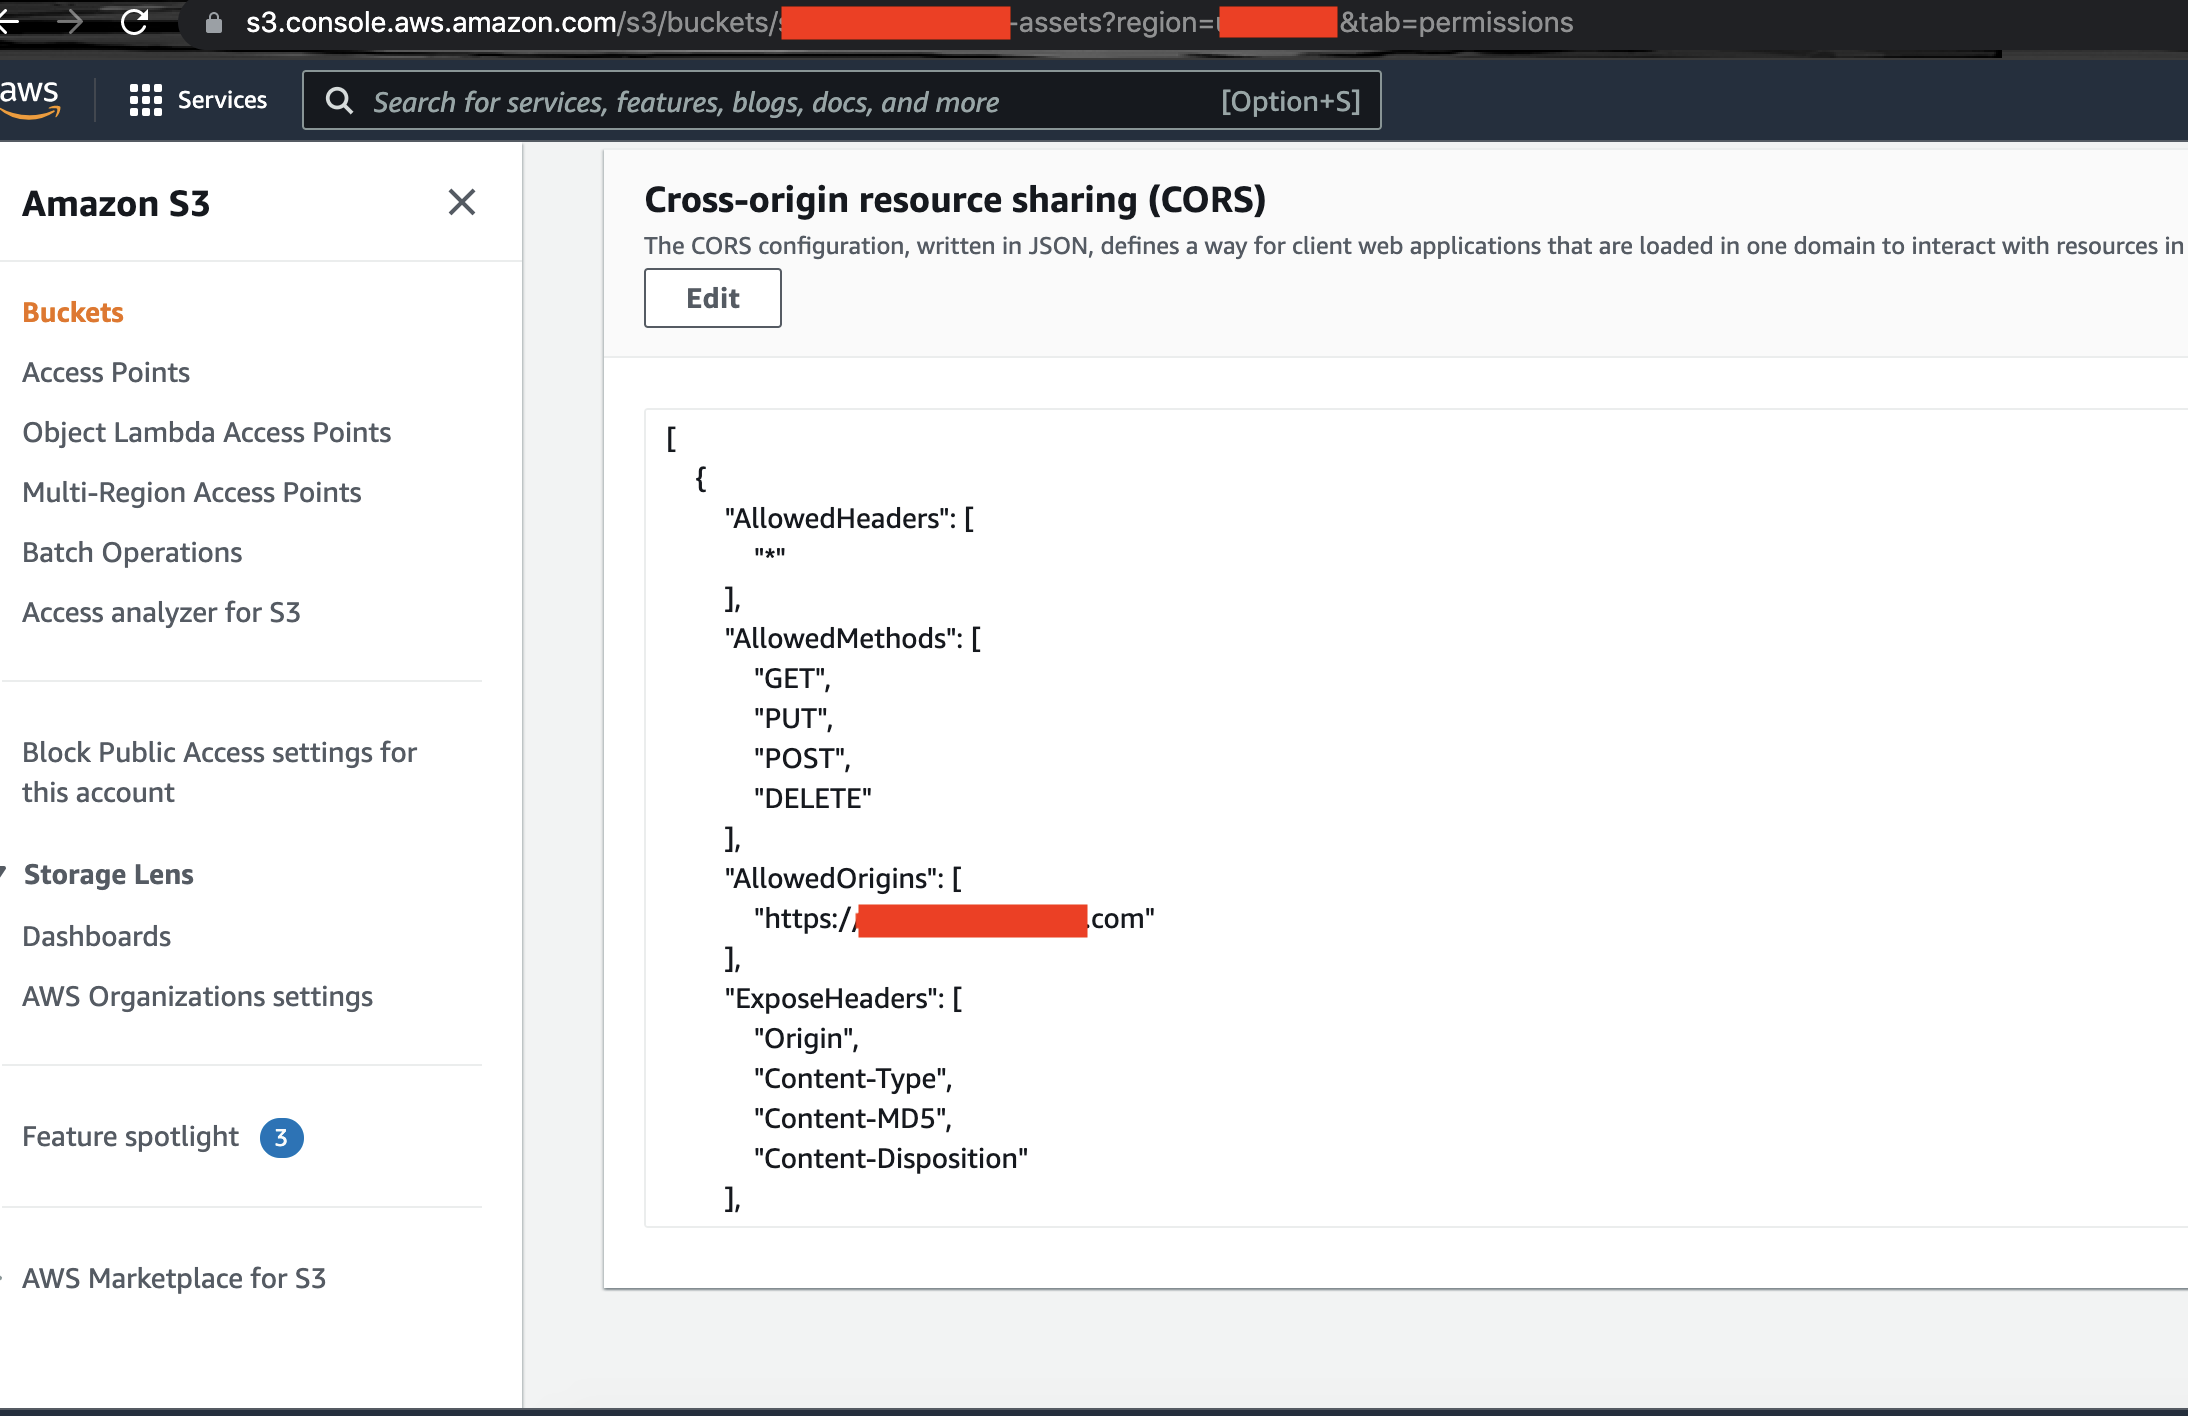 s3.console.aws.amazon.com/s3/buckets/ -assets?region= &tab=permissions
aws
Services
Search for services, features, blogs, docs, and more
[Option+S]
Amazon S3
Buckets
Access Points
Object Lambda Access Points
Multi-Region Access Points
Batch Operations
Access analyzer for S3
Block Public Access settings for
this account
Storage Lens
Dashboards
AWS Organizations settings
Feature spotlight 3
AWS Marketplace for S3
Cross-origin resource sharing (CORS)
The CORS configuration, written in JSON, defines a way for client web applications that are loaded in one domain to interact with resources in
Edit
[
{
"AllowedHeaders": [
"*"
],
"AllowedMethods": [
"GET",
"PUT",
"POST",
"DELETE"
],
"AllowedOrigins": [
"https:// .com"
],
"ExposeHeaders": [
"Origin",
"Content-Type",
"Content-MD5",
"Content-Disposition"
],